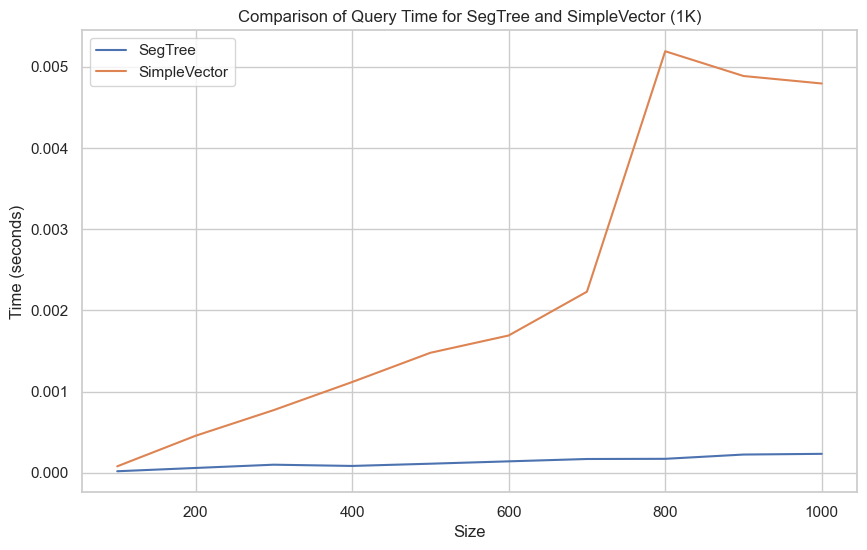 Comparison of Query Time for SegTree and SimpleVector (1K)
SegTree
SimpleVector
0.005
0.004
0.003
0.002
0.001
0.000
Time (seconds)
200
400
600
800
1000
Size